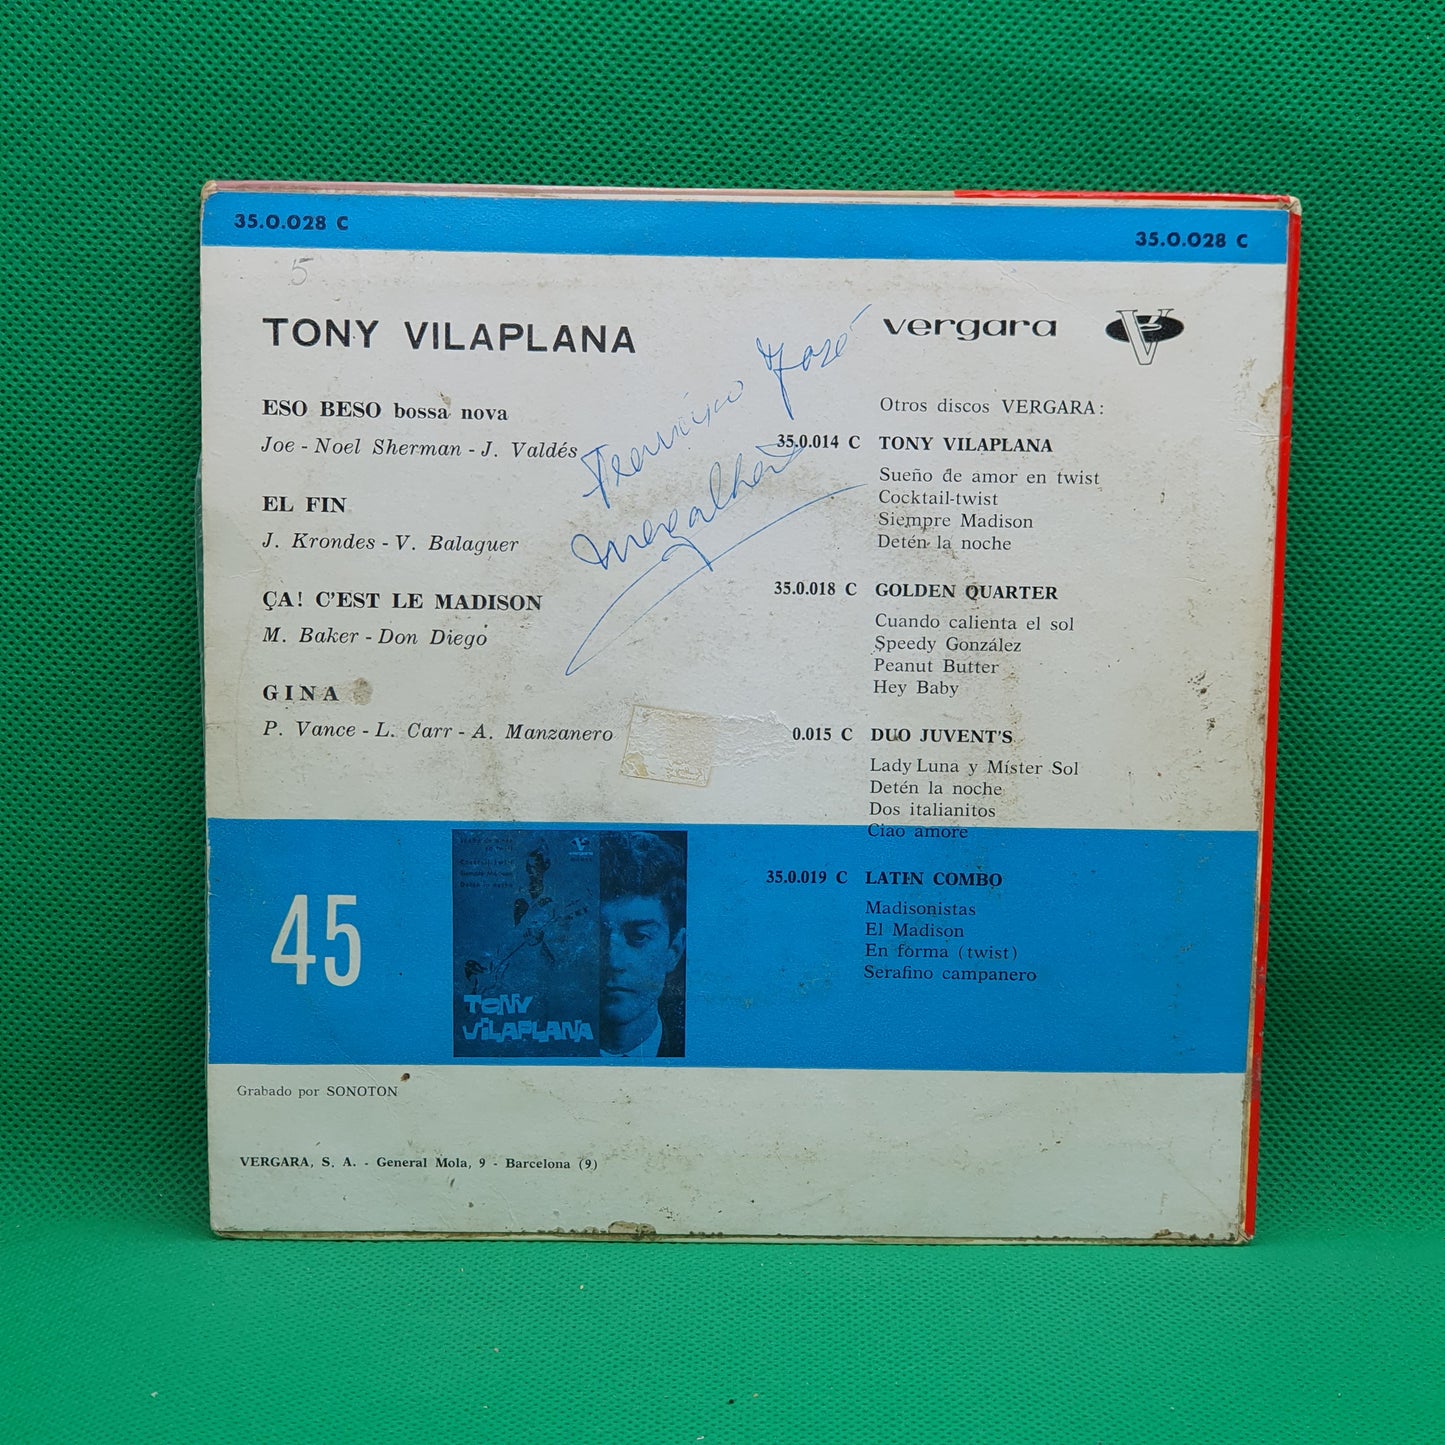 35.0.028 C
35.0.028 C
5
TONY VILAPLANA
ESO BESO bossa nova
Joe - Noel Sherman - J. Valdés
EL FIN
J. Krondes - V. Balaguer
ÇA! C'EST LE MADISON
M. Baker - Don Diego
GINA
P. Vance - L. Carr - A. Manzanero
José
vergara
Otros discos VERGARA:
35.0.014 C TONY VILAPLANA
Sueño de amor en twist
Cocktail-twist
Siempre Madison
Detén la noche
35.0.018 C GOLDEN QUARTER
Cuando calienta el sol
Speedy González
Peanut Butter
Hey Baby
0.015 C DUO JUVENT'S
Lady Luna y Míster Sol
Detén la noche
Dos italianitos
Ciao amore
35.0.019 C LATIN COMBO
Madisonistas
El Madison
En forma (twist)
Serafino campanero
45
TONY
VILAPLANA
Grabado por SONOTON
VERGARA, S. A. - General Mola, 9 - Barcelona (9)